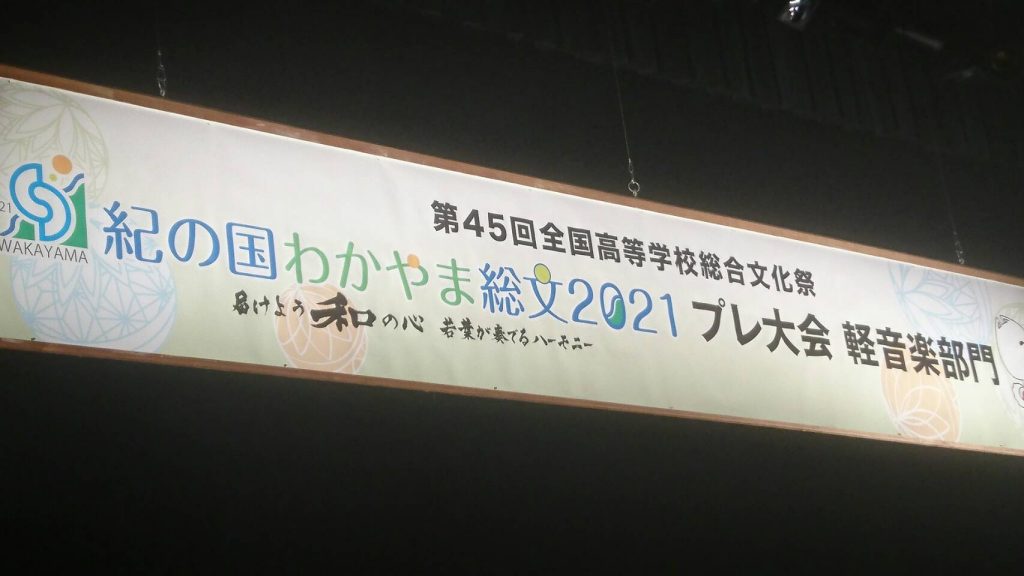 第45回全国高等学校総合文化祭
21
WAKAYAMA
紀の国わかやま総文2021 プレ大会 軽音楽部門
届けよう 和の心 若葉が奏でるハーモニー